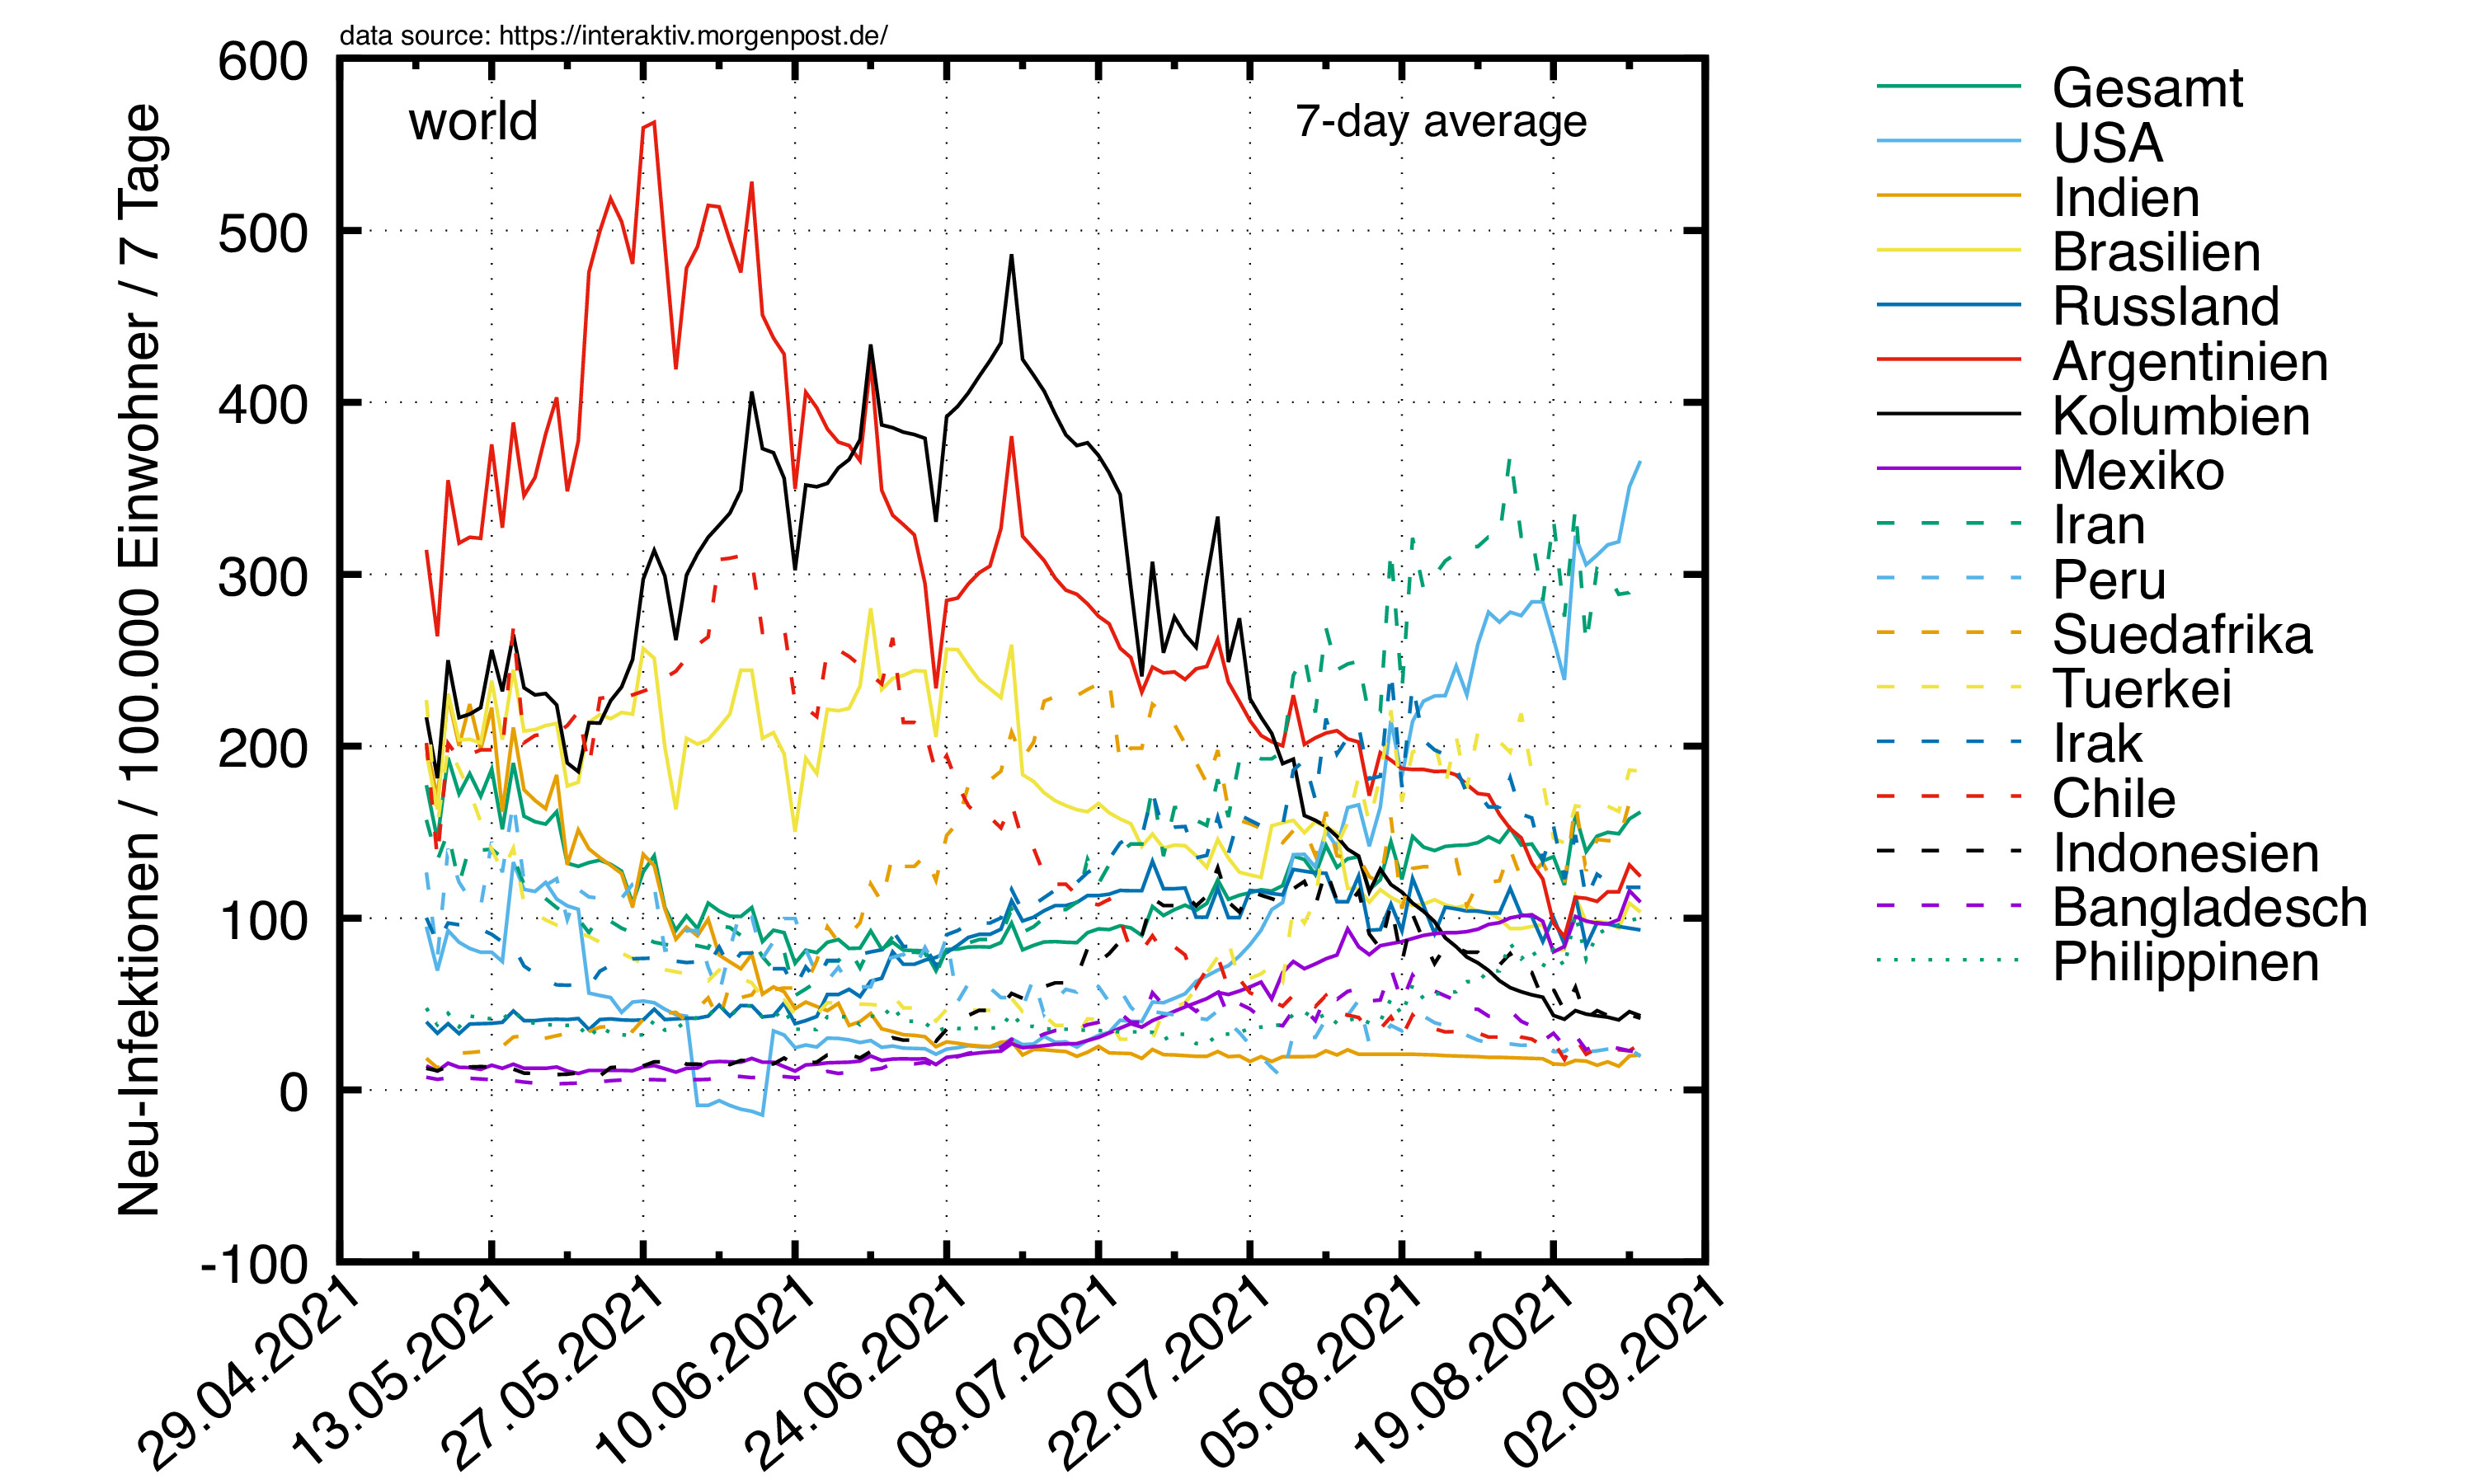 data source: https://interaktiv.morgenpost.de/
world
7-day average
Neu-Infektionen / 100.000 Einwohner / 7 Tage
600
500
400
300
200
100
0
-100
29.04.2021
13.05.2021
27.05.2021
10.06.2021
24.06.2021
08.07.2021
22.07.2021
05.08.2021
19.08.2021
02.09.2021
Gesamt
USA
Indien
Brasilien
Russland
Argentinien
Kolumbien
Mexiko
Iran
Peru
Suedafrika
Tuerkei
Irak
Chile
Indonesien
Bangladesch
Philippinen